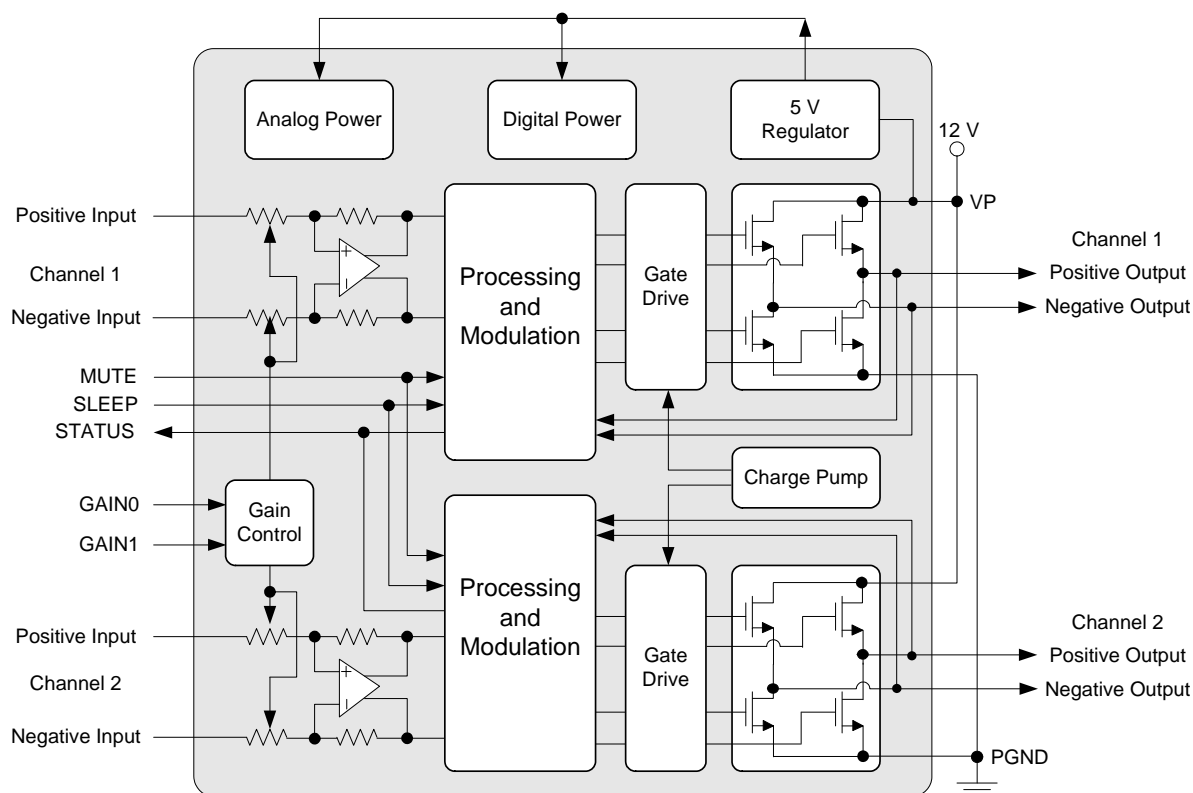 Analog Power
Digital Power
5 V
Regulator
12 V
VP
Positive Input
Channel 1
Negative Input
Processing
and
Modulation
Gate
Drive
Channel 1
Positive Output
Negative Output
MUTE
SLEEP
STATUS
Charge Pump
GAIN0
GAIN1
Gain
Control
Positive Input
Channel 2
Negative Input
Processing
and
Modulation
Gate
Drive
Channel 2
Positive Output
Negative Output
PGND